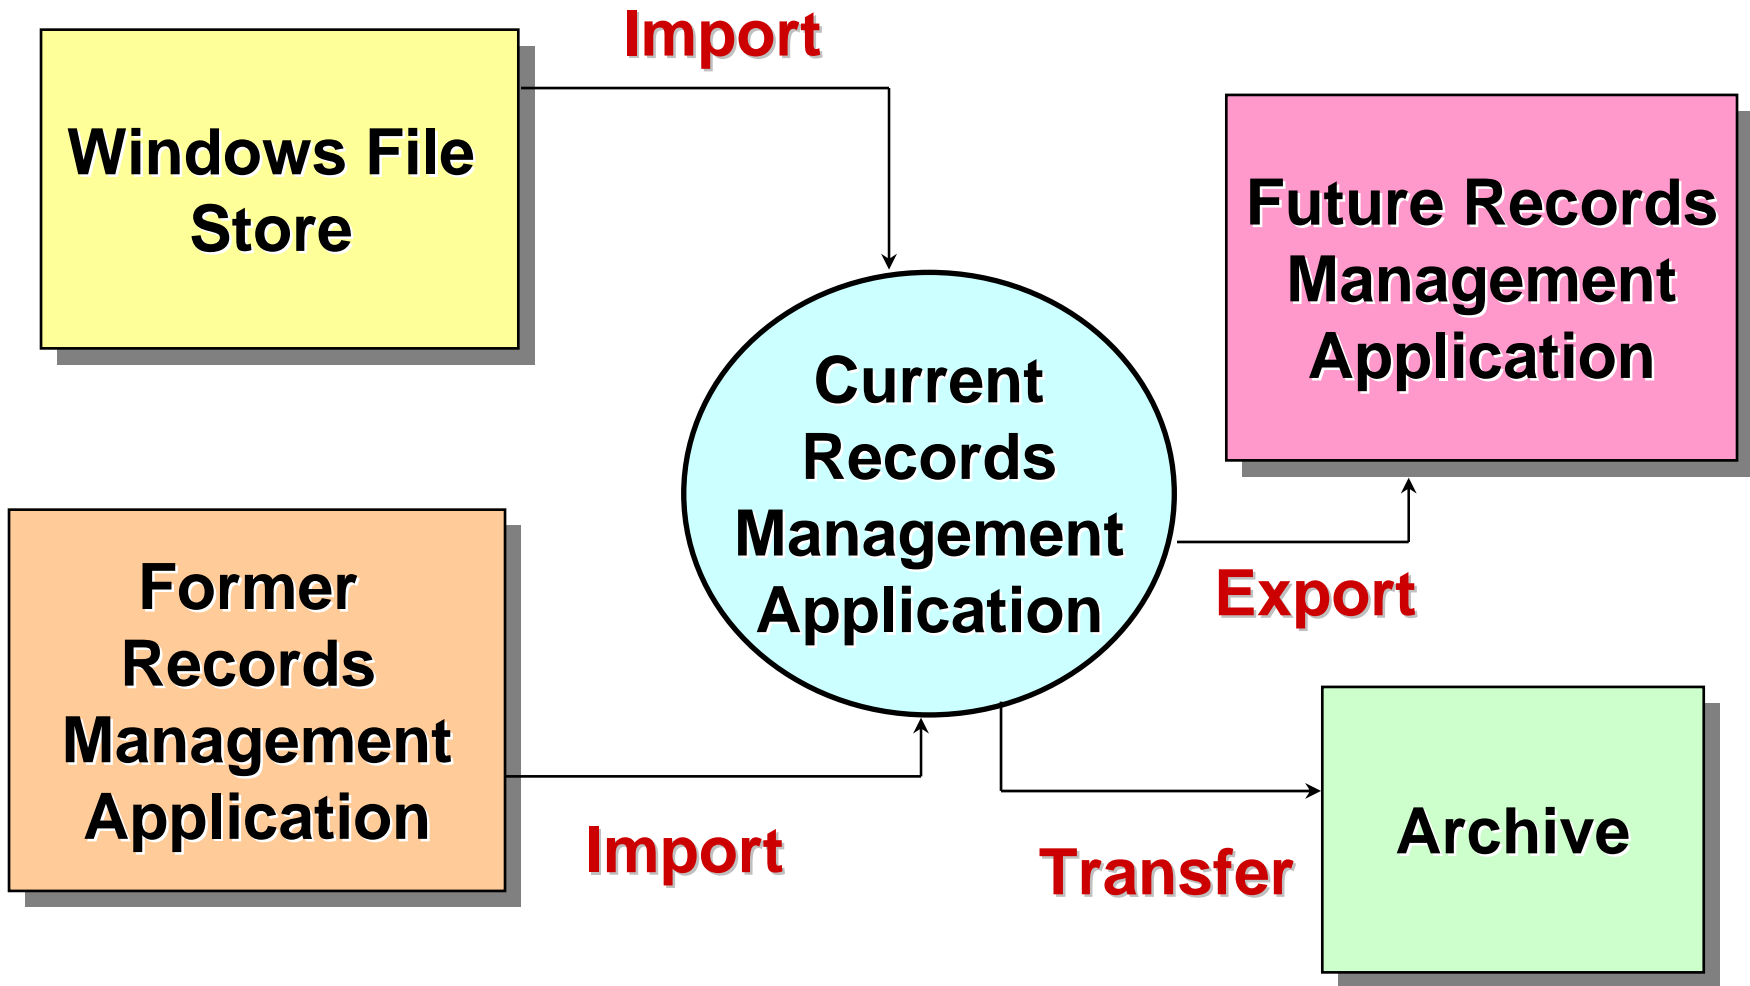 Import
Windows File
Store
Future Records
Management
Application
Current
Records
Management
Application
Export
Former
Records
Management
Application
Import
Transfer
Archive